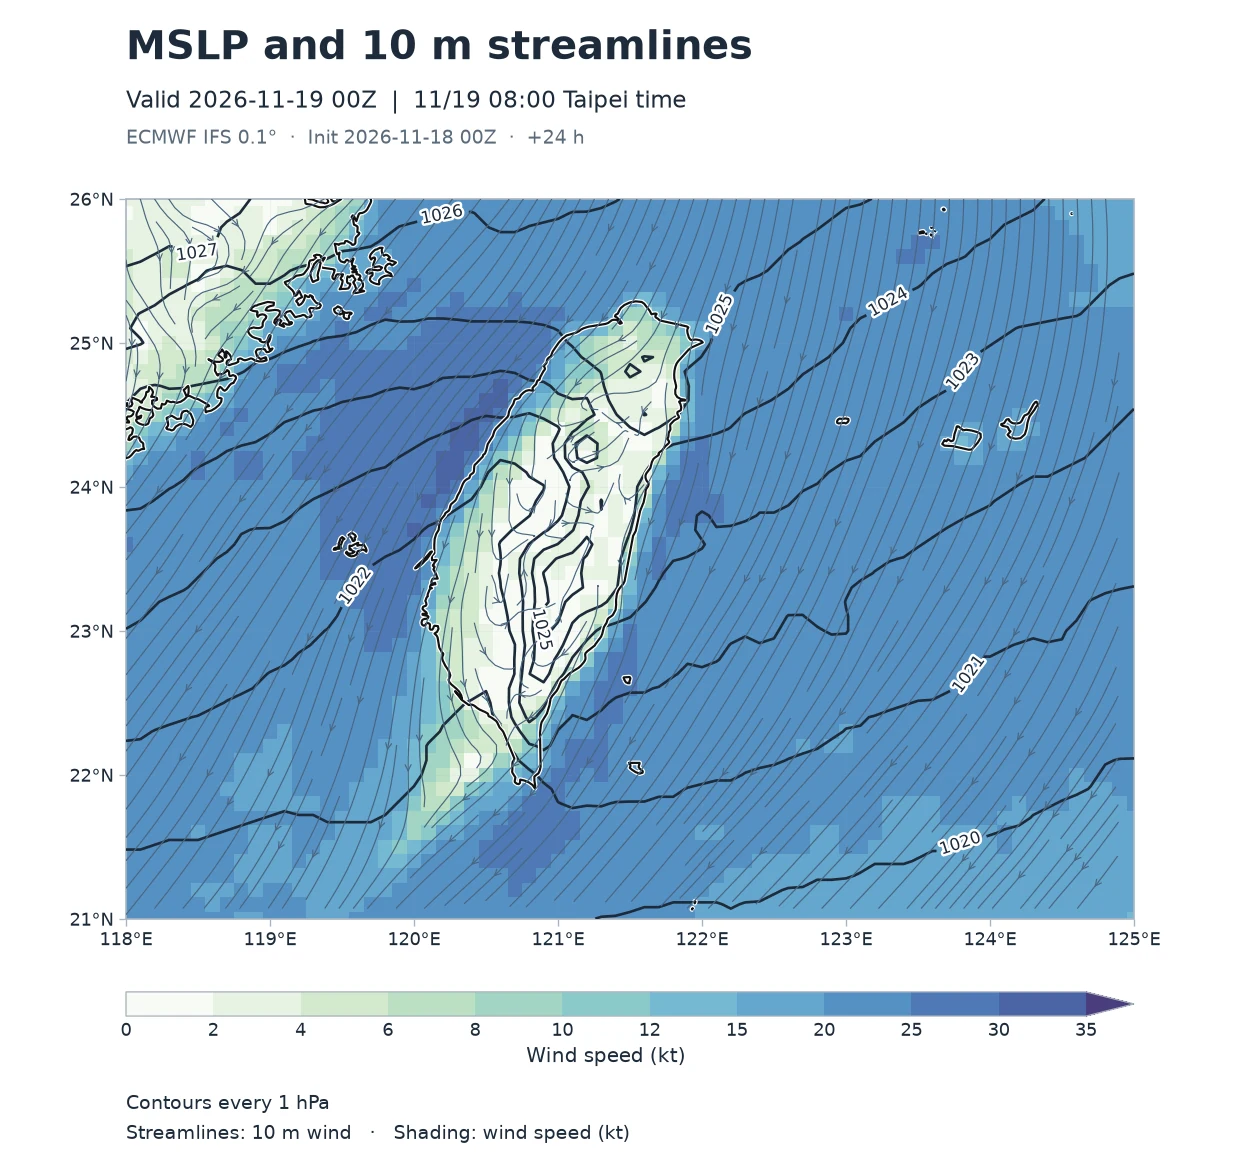 MSLP and 10 m streamlines
Valid 2026-11-19 00Z | 11/19 08:00 Taipei time
ECMWF IFS 0.1° · Init 2026-11-18 00Z · +24 h
26°N
1026
1027
1025
1024
25°N
1023
24°N
1022
23°N
1025
1021
22°N
1020
21°N
118°E 119°E 120°E 121°E 122°E 123°E 124°E 125°E
0 2 4 6 8 10 12 15 20 25 30 35
Wind speed (kt)
Contours every 1 hPa
Streamlines: 10 m wind · Shading: wind speed (kt)